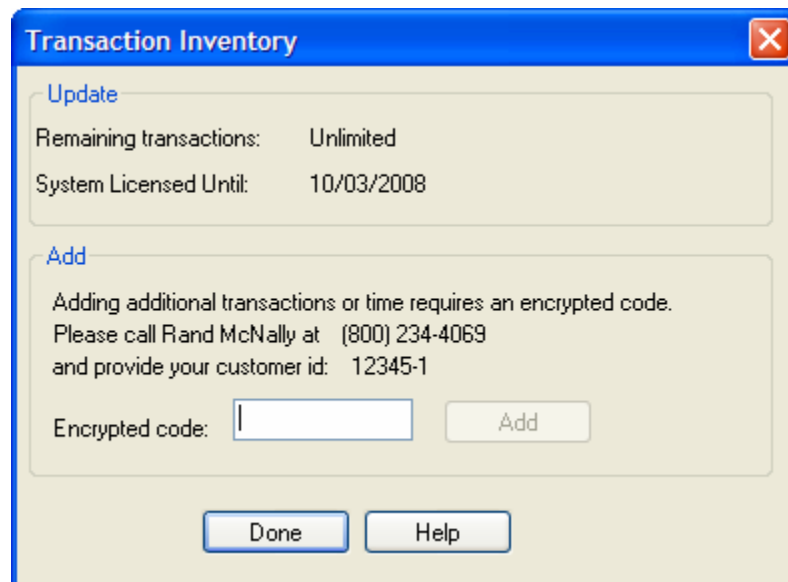 Transaction Inventory
Update
Remaining transactions: Unlimited
System Licensed Until: 10/03/2008
Add
Adding additional transactions or time requires an encrypted code.
Please call Rand McNally at (800) 234-4069
and provide your customer id: 12345-1
Encrypted code: Add
Done Help